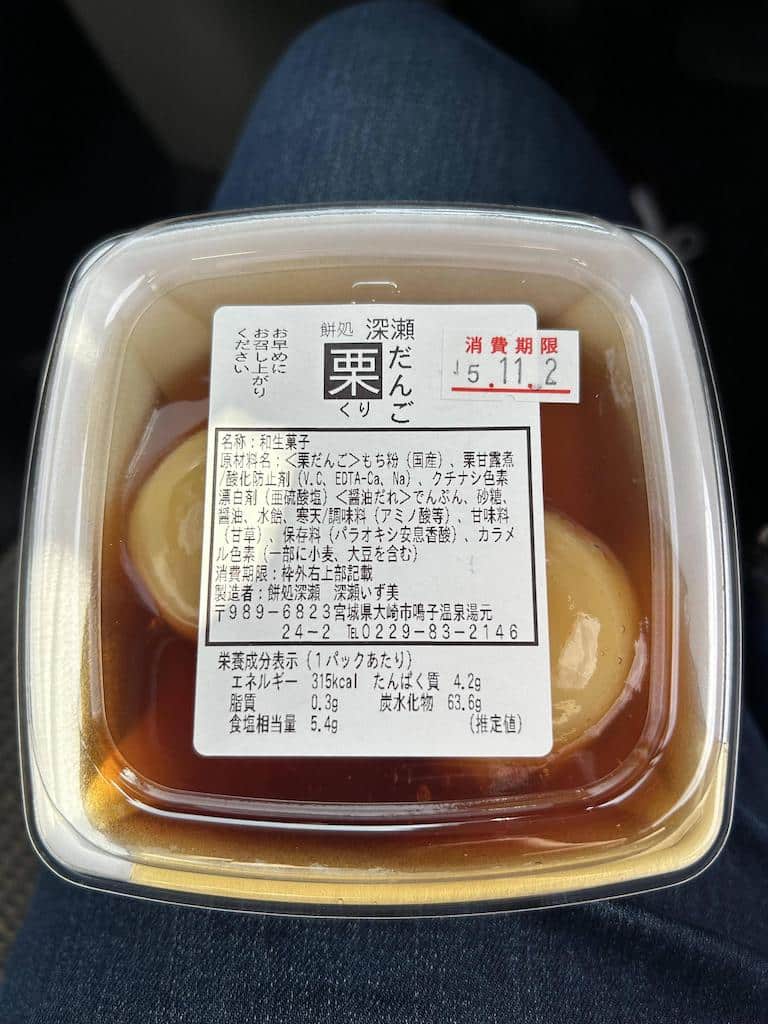 餅処 深瀬
栗だんご
くり
お早めに
お召し上がり
ください
消費期限
5.11.2
名称:和生菓子
原材料名:<栗だんご>もち粉(国産)、栗甘露煮
/酸化防止剤(V.C、EDTA-Ca、Na)、クチナシ色素
漂白剤(亜硫酸塩)<醤油だれ>でんぷん、砂糖、
醤油、水飴、寒天/調味料(アミノ酸等)、甘味料
(甘草)、保存料(パラオキシ安息香酸)、カラメ
ル色素(一部に小麦、大豆を含む)
消費期限:枠外右上部記載
製造者:餅処深瀬 深瀬いず美
〒989-6823宮城県大崎市鳴子温泉湯元
24-2 ℡0229-83-2146
栄養成分表示(1パックあたり)
エネルギー 315kcal たんぱく質 4.2g
脂質 0.3g 炭水化物 63.6g
食塩相当量 5.4g (推定値)